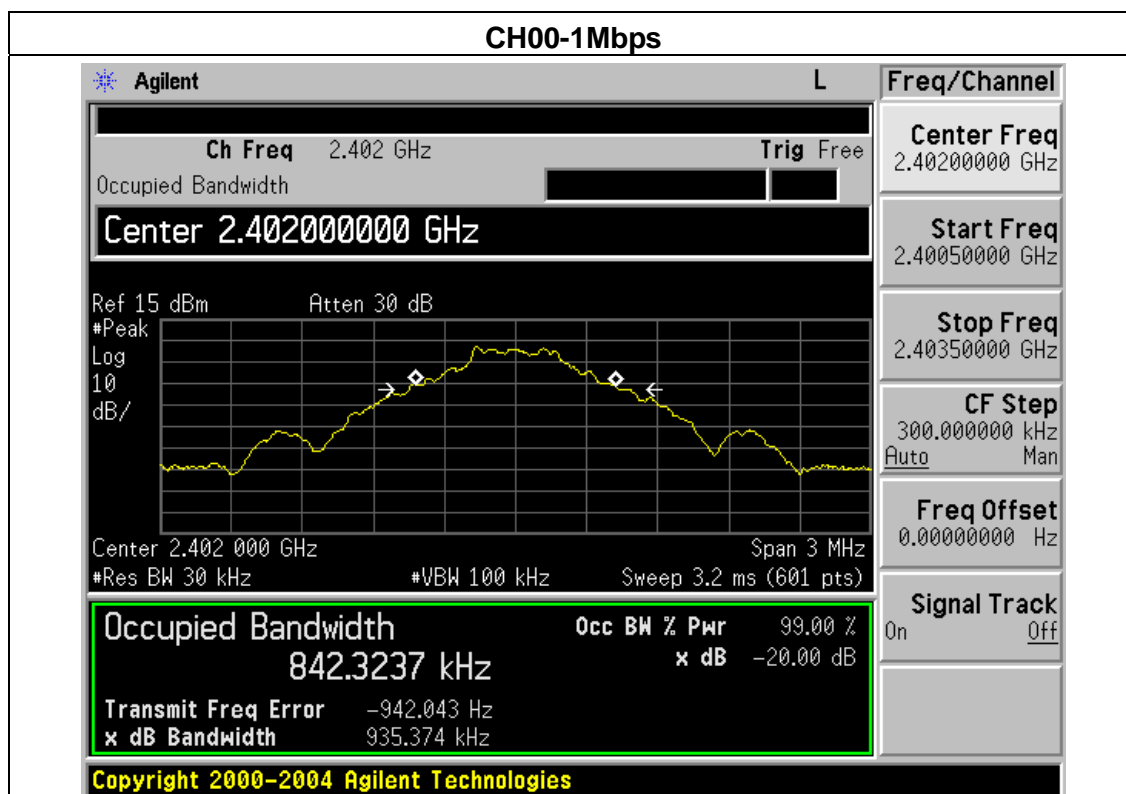 CH00-1Mbps
Agilent L Freq/Channel
Ch Freq 2.402 GHz Trig Free
Occupied Bandwidth
Center 2.402000000 GHz
Ref 15 dBm Atten 30 dB
#Peak
Log
10
dB/
Center 2.402 000 GHz Span 3 MHz
#Res BW 30 kHz #VBW 100 kHz Sweep 3.2 ms (601 pts)
Occupied Bandwidth
842.3237 kHz
Occ BW % Pwr 99.00 %
x dB -20.00 dB
Transmit Freq Error -942.043 Hz
x dB Bandwidth 935.374 kHz
Copyright 2000-2004 Agilent Technologies
Center Freq
2.40200000 GHz
Start Freq
2.40050000 GHz
Stop Freq
2.40350000 GHz
CF Step
300.000000 kHz
Auto Man
Freq Offset
0.00000000 Hz
Signal Track
On Off